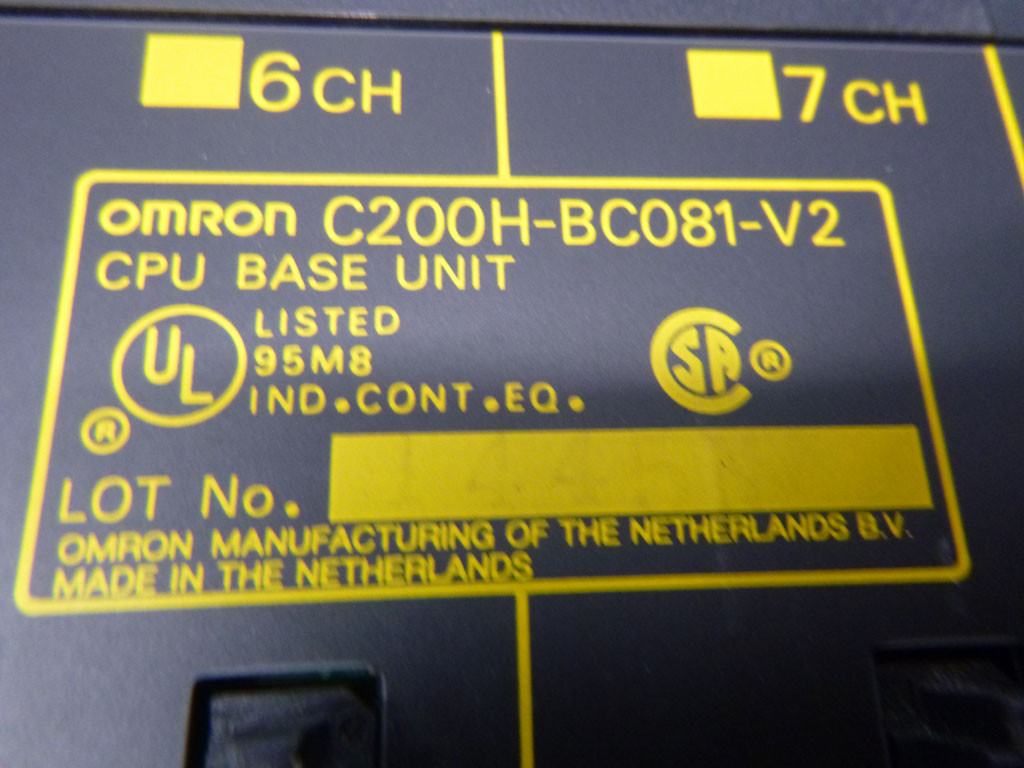 6CH
7CH
OMRON C200H-BC081-V2
CPU BASE UNIT
UL LISTED
95M8
IND.CONT.EQ.
SA ®
®
LOT No.
OMRON MANUFACTURING OF THE NETHERLANDS B.V.
MADE IN THE NETHERLANDS